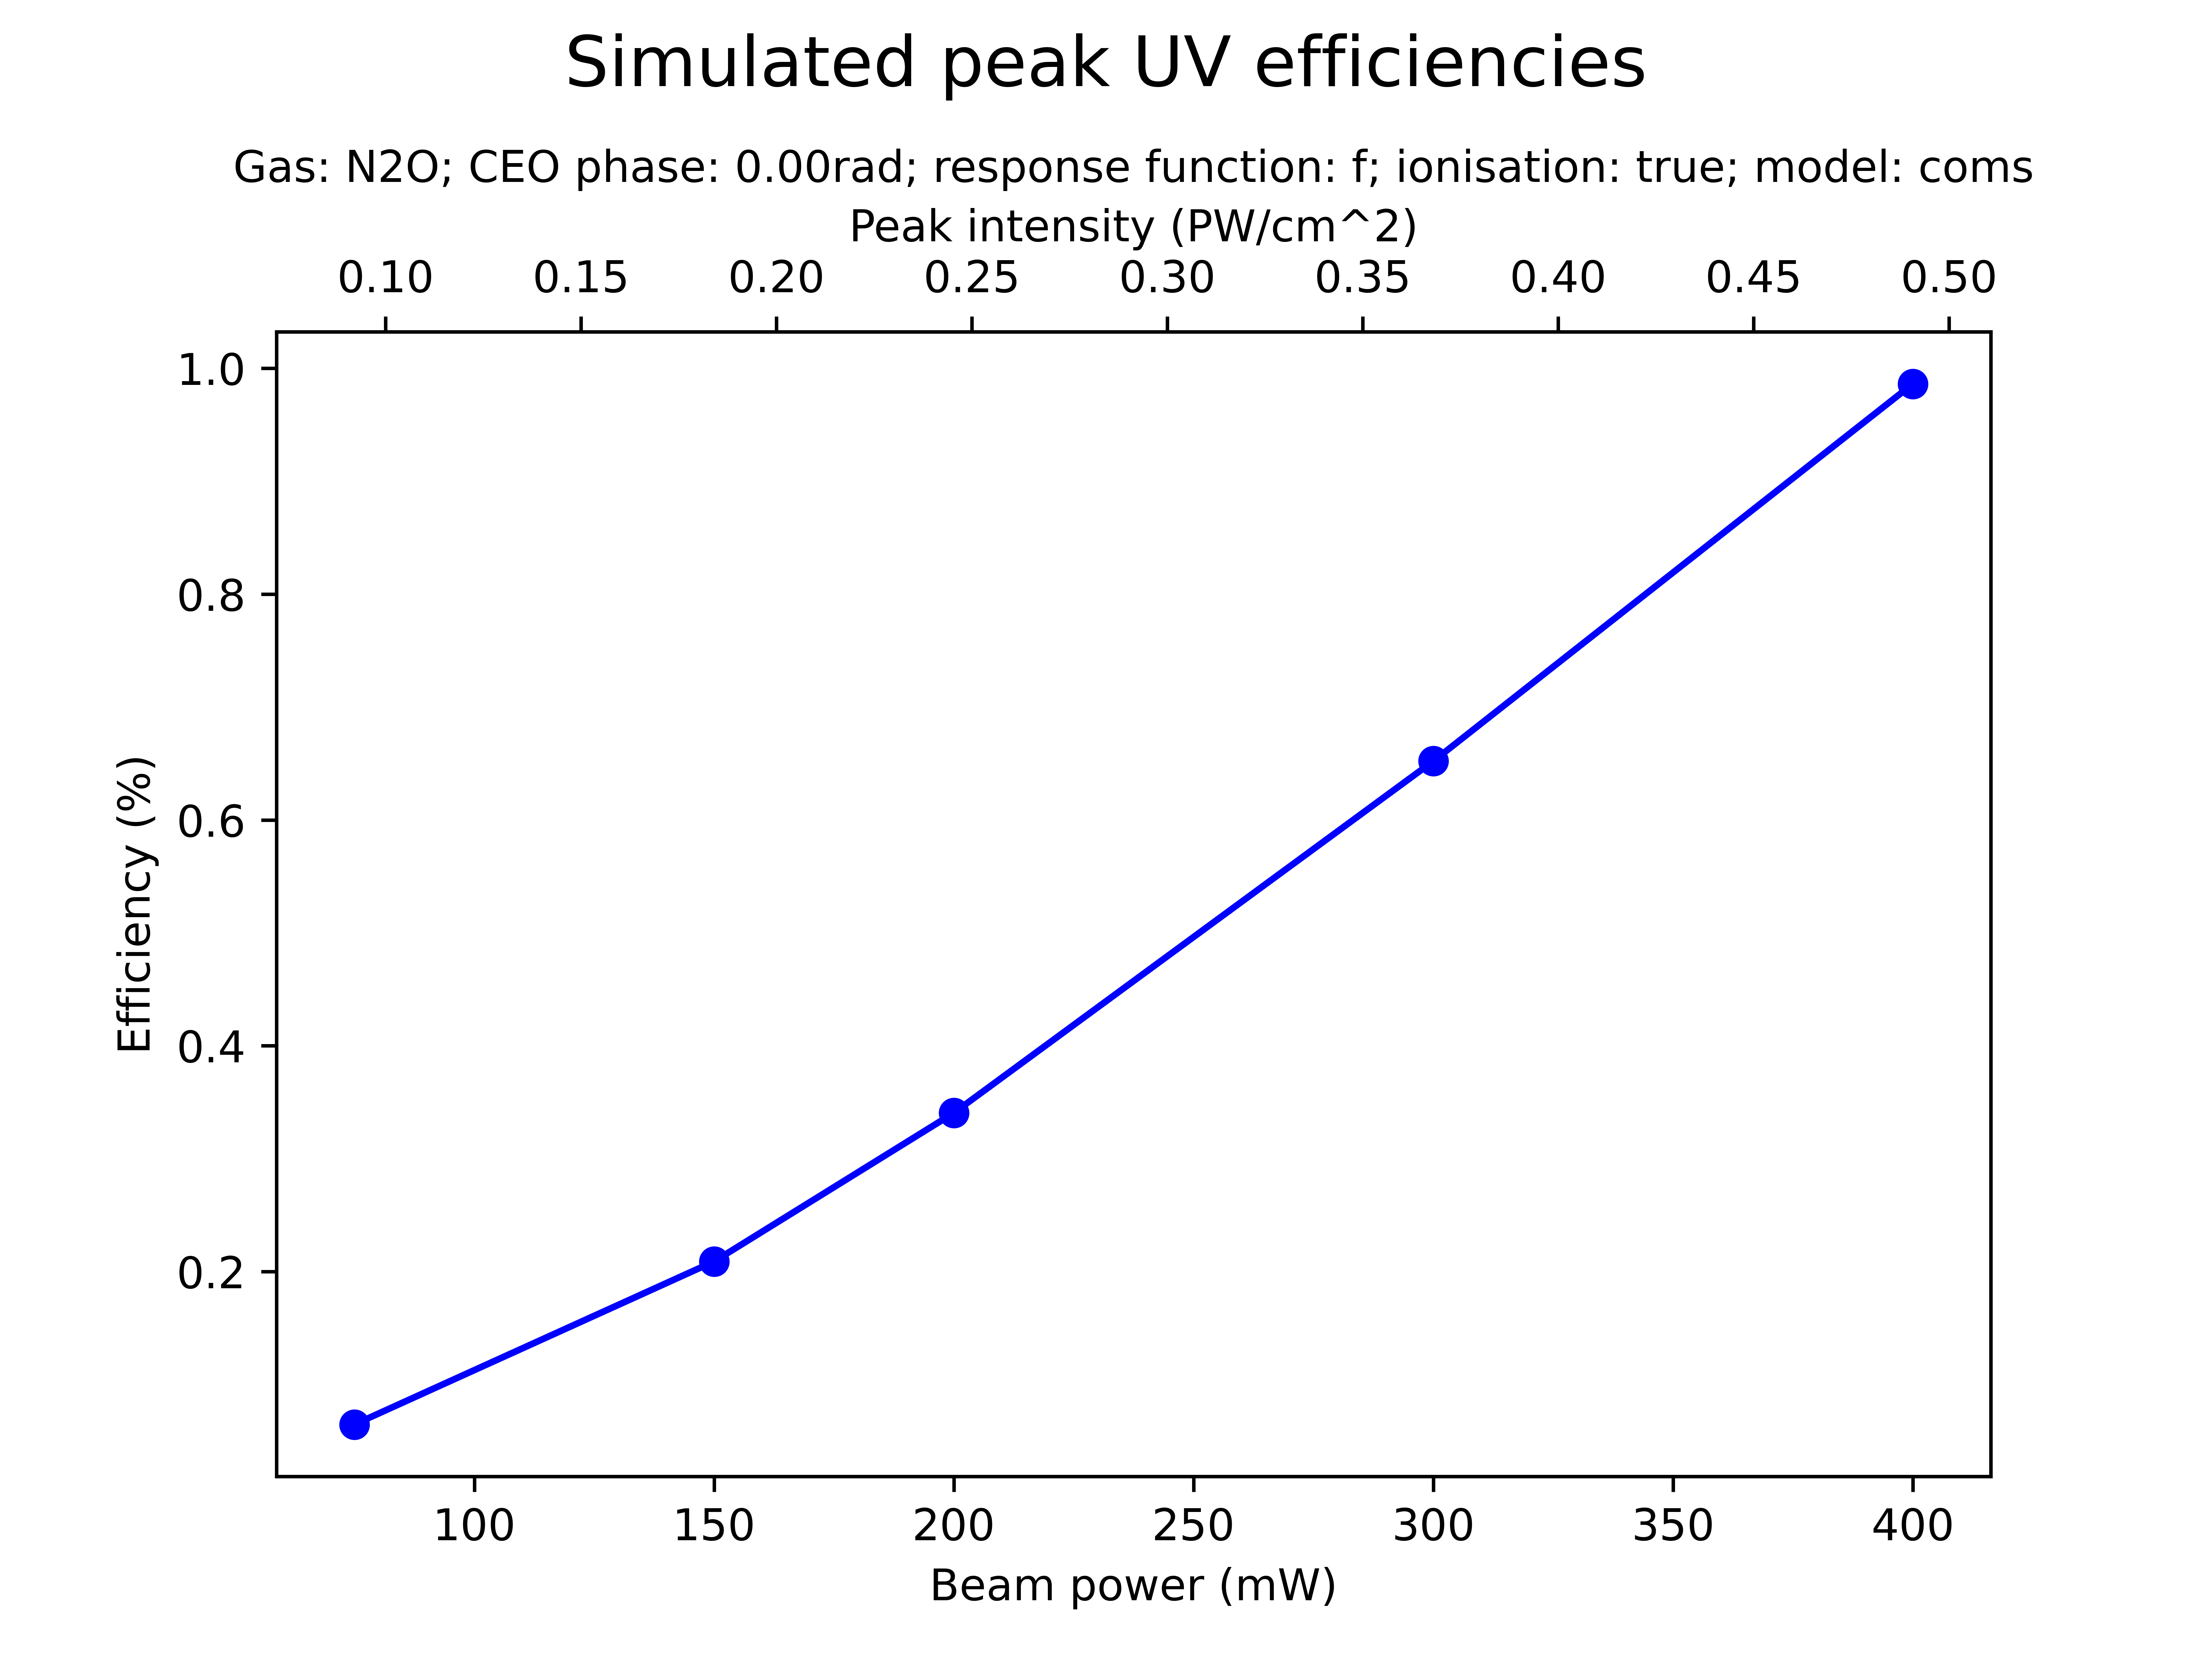 Simulated peak UV efficiencies
Gas: N2O; CEO phase: 0.00rad; response function: f; ionisation: true; model: coms
Peak intensity (PW/cm^2)
0.10 0.15 0.20 0.25 0.30 0.35 0.40 0.45 0.50
1.0
0.8
0.6
0.4
0.2
Efficiency (%)
100 150 200 250 300 350 400
Beam power (mW)